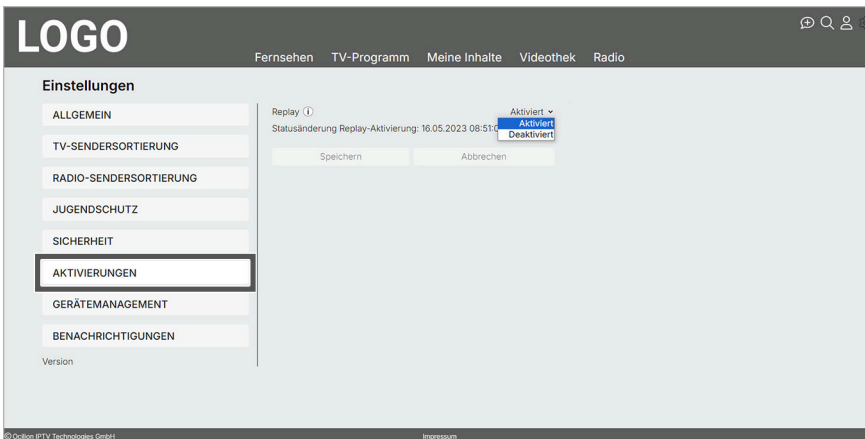 LOGO
Fernsehen TV-Programm Meine Inhalte Videothek Radio
Einstellungen
ALLGEMEIN
TV-SENDERSORTIERUNG
RADIO-SENDERSORTIERUNG
JUGENDSCHUTZ
SICHERHEIT
AKTIVIERUNGEN
GERÄTEMANAGEMENT
BENACHRICHTIGUNGEN
Version
Replay i Aktiviert
Statusänderung Replay-Aktivierung: 16.05.2023 08:51:0
Aktiviert
Deaktiviert
Speichern Abbrechen
© Ocilion IPTV Technologies GmbH Impressum